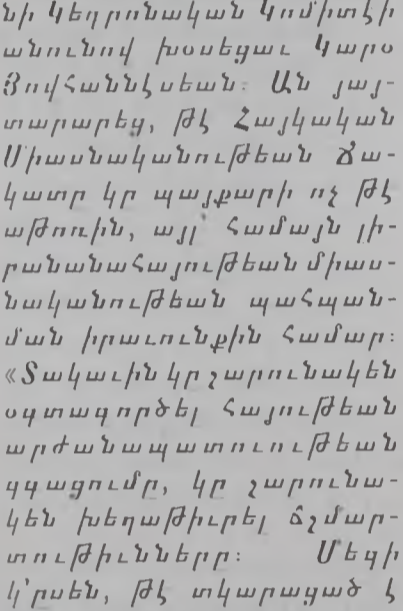 նի Կեդրոնական Կոմիտէի
անունով խօսեցաւ Կարօ
Յովհաննէսեան։ Ան յայ-
տարարեց, թէ Հայկական
Միասնականութեան Ճա-
կատը կը պայքարի ոչ թէ
աթոռին, այլ համայն լի-
բանանահայութեան միաս-
նականութեան պահպան-
ման իրաւունքին համար։
«Տակաւին կը շարունակեն
օգտագործել հայութեան
արժանապատուութեան
զգացումը, կը շարունա-
կեն խեղաթիւրել ճշմար-
տութիւնները։ Մեզի
կ'ըսեն, թէ տկարացած է